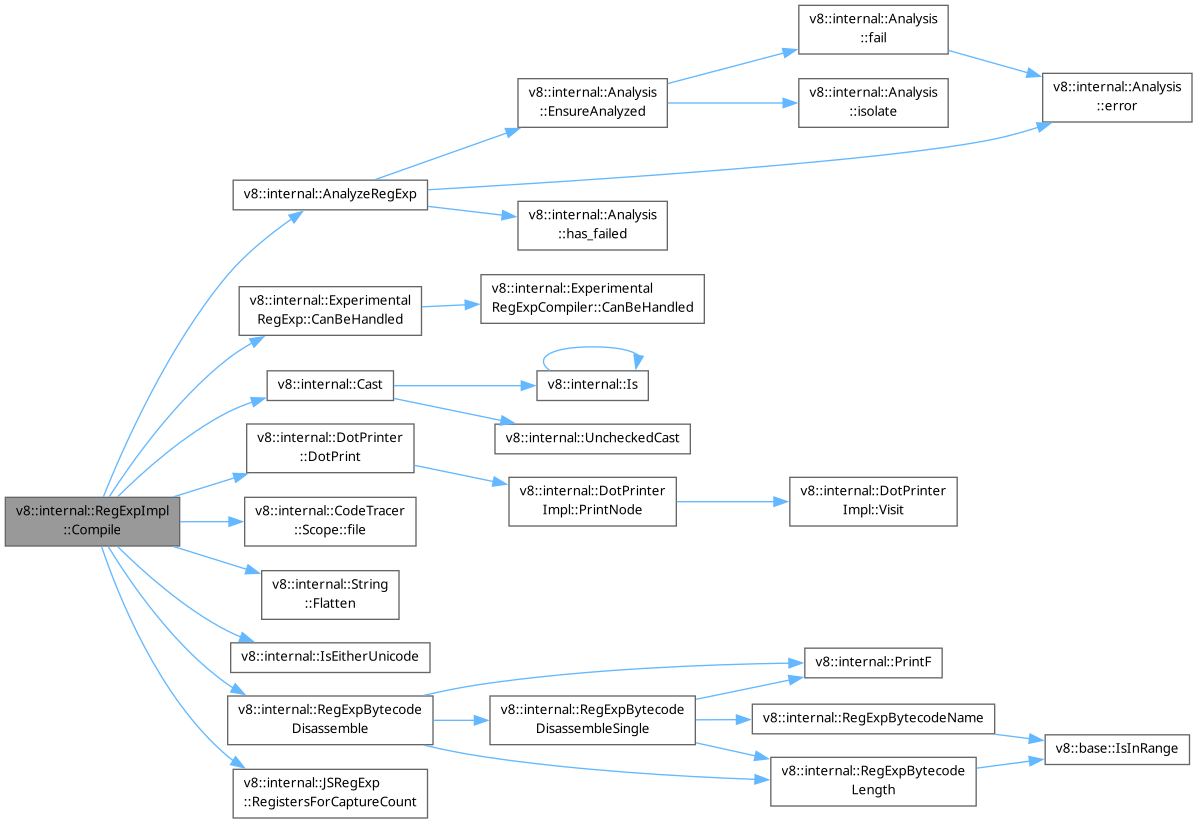 v8::internal::Analysis
::fail
v8::internal::Analysis
::EnsureAnalyzed
v8::internal::Analysis
::isolate
v8::internal::Analysis
::error
v8::internal::AnalyzeRegExp
v8::internal::Analysis
::has_failed
v8::internal::Experimental
RegExp::CanBeHandled
v8::internal::Experimental
RegExpCompiler::CanBeHandled
v8::internal::Cast
v8::internal::Is
v8::internal::UncheckedCast
v8::internal::DotPrinter
::DotPrint
v8::internal::RegExpImpl
::Compile
v8::internal::CodeTracer
::Scope::file
v8::internal::DotPrinter
Impl::PrintNode
v8::internal::DotPrinter
Impl::Visit
v8::internal::String
::Flatten
v8::internal::IsEitherUnicode
v8::internal::PrintF
v8::internal::RegExpBytecode
Disassemble
v8::internal::RegExpBytecode
DisassembleSingle
v8::internal::RegExpBytecodeName
v8::base::IsInRange
v8::internal::RegExpBytecode
Length
v8::internal::JSRegExp
::RegistersForCaptureCount